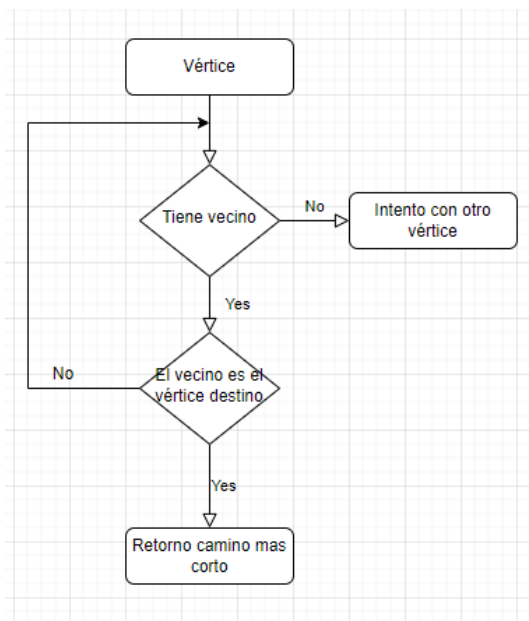 Vértice
Tiene vecino
No
Intento con otro
vértice
Yes
No
El vecino es el
vértice destino
Yes
Retorno camino mas
corto